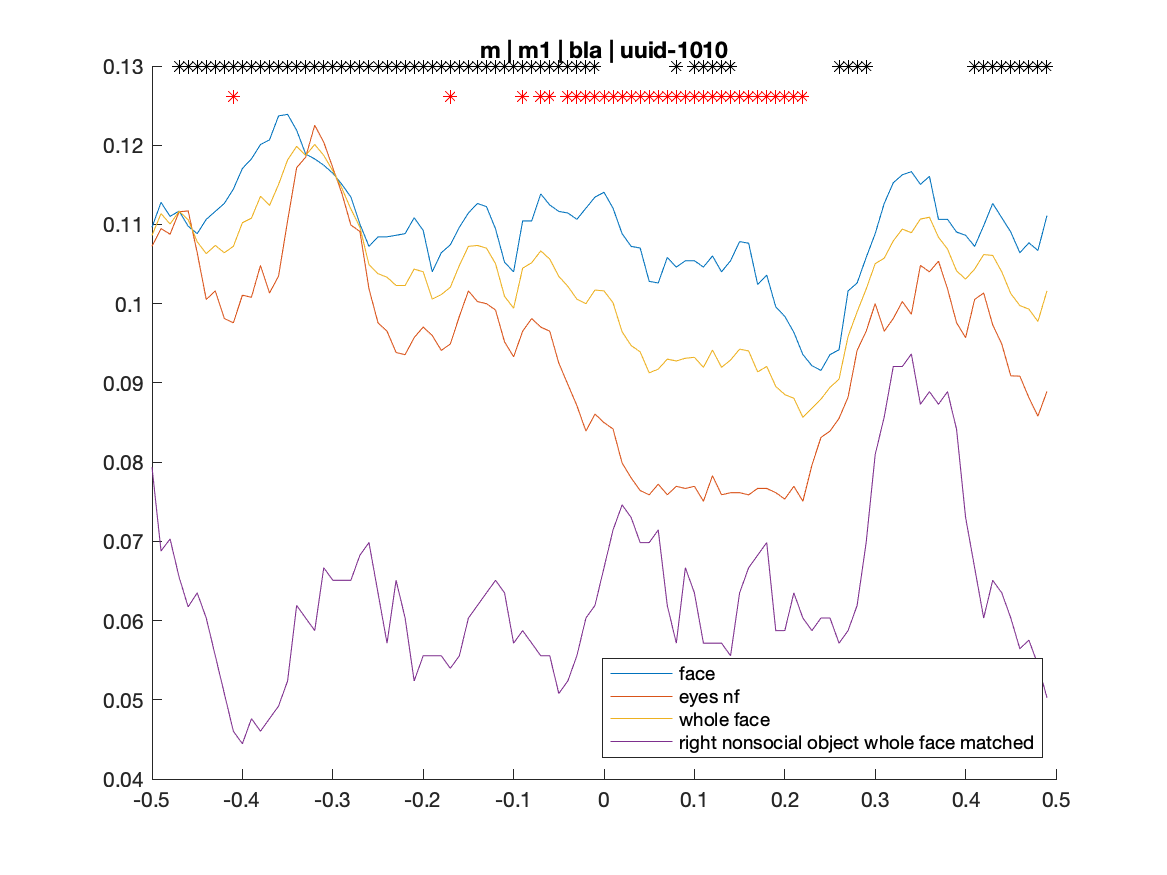 m | m1 | bla | uuid-1010
0.13
0.12
0.11
0.1
0.09
0.08
0.07
0.06
0.05
0.04
face
eyes nf
whole face
right nonsocial object whole face matched
-0.5 -0.4 -0.3 -0.2 -0.1 0 0.1 0.2 0.3 0.4 0.5